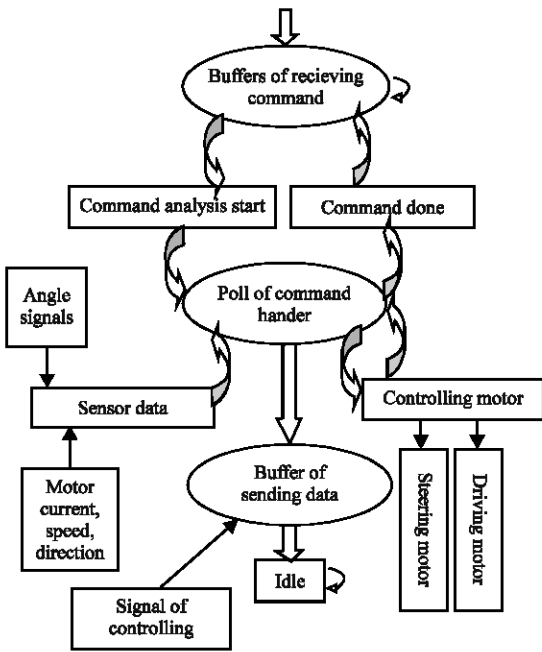 Buffers of recieving
command
Command analysis start
Command done
Poll of command
hander
Angle
signals
Sensor data
Controlling motor
Motor
current,
speed,
direction
Buffer of
sending data
Steering motor
Driving motor
Idle
Signal of
controlling